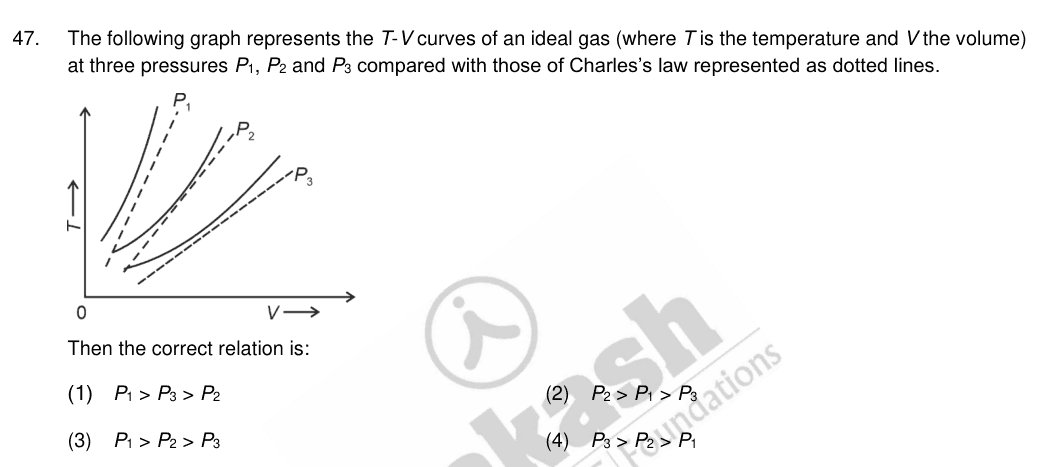 47. The following graph represents the T-V curves of an ideal gas (where T is the temperature and V the volume)
at three pressures P₁, P₂ and P₃ compared with those of Charles's law represented as dotted lines.
P₁
P₂
P₃
T
0
V
Then the correct relation is:
(1) P₁ > P₃ > P₂
(2) P₂ > P₁ > P₃
(3) P₁ > P₂ > P₃
(4) P₃ > P₂ > P₁
kash
Foundations